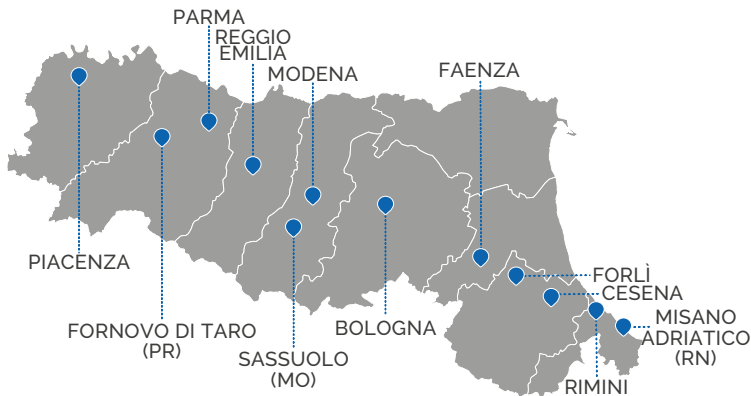 PARMA
REGGIO
EMILIA
MODENA
FAENZA
PIACENZA
FORLÌ
CESENA
MISANO
ADRIATICO
(RN)
FORNOVO DI TARO
(PR)
BOLOGNA
SASSUOLO
(MO)
RIMINI